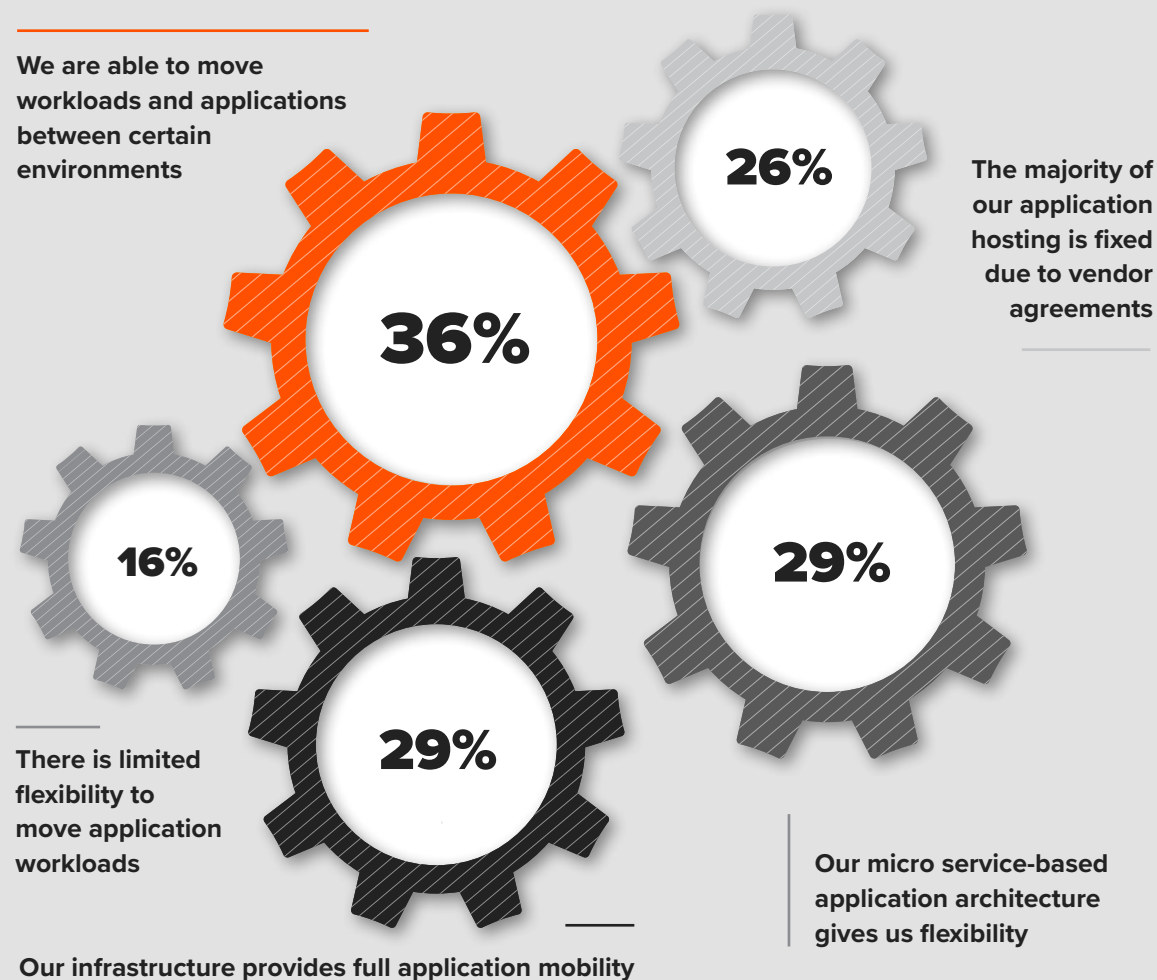 We are able to move
workloads and applications
between certain
environments
36%
26%
The majority of
our application
hosting is fixed
due to vendor
agreements
16%
There is limited
flexibility to
move application
workloads
29%
Our infrastructure provides full application mobility
29%
Our micro service-based
application architecture
gives us flexibility